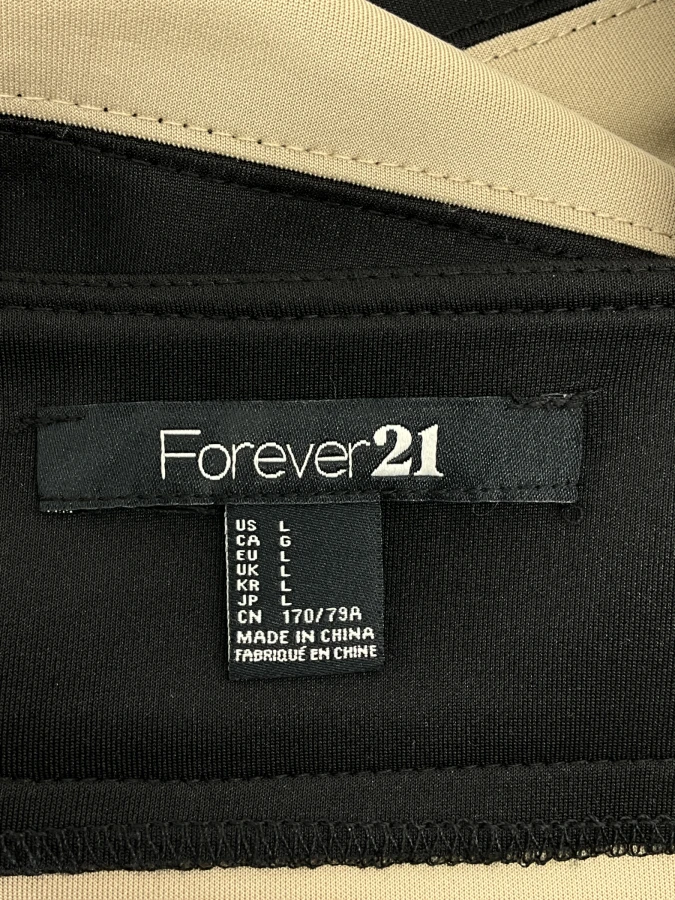 Forever21
US L
CA G
EU L
UK L
KR L
JP L
CN 170/79A
MADE IN CHINA
FABRIQUÉ EN CHINE